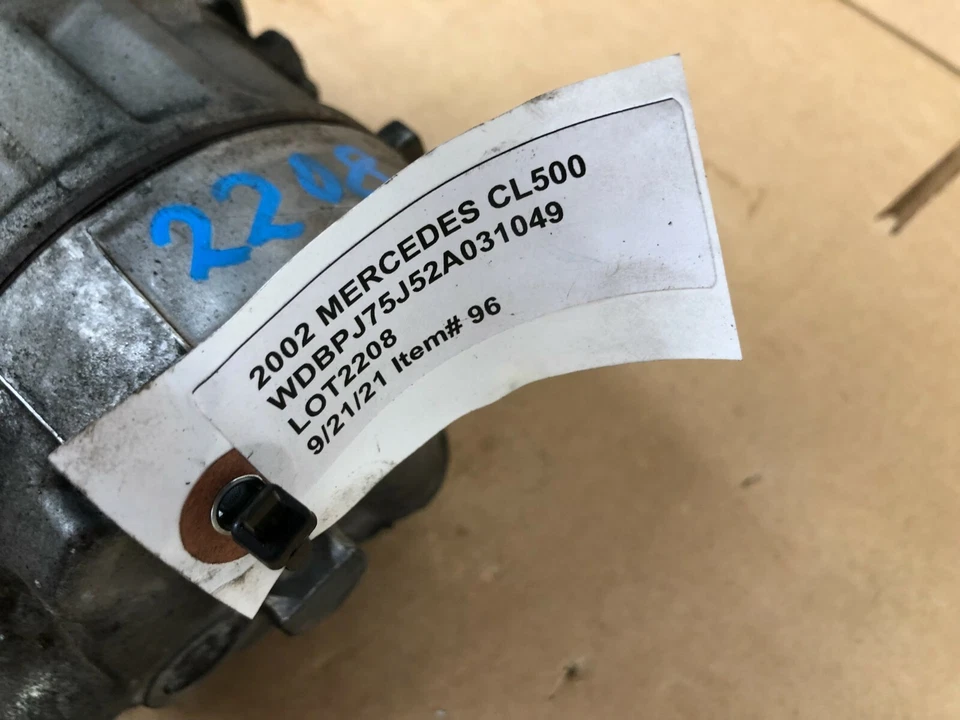 2208
2002 MERCEDES CL500
WDBPJ75J52A031049
LOT2208
9/21/21 Item# 96